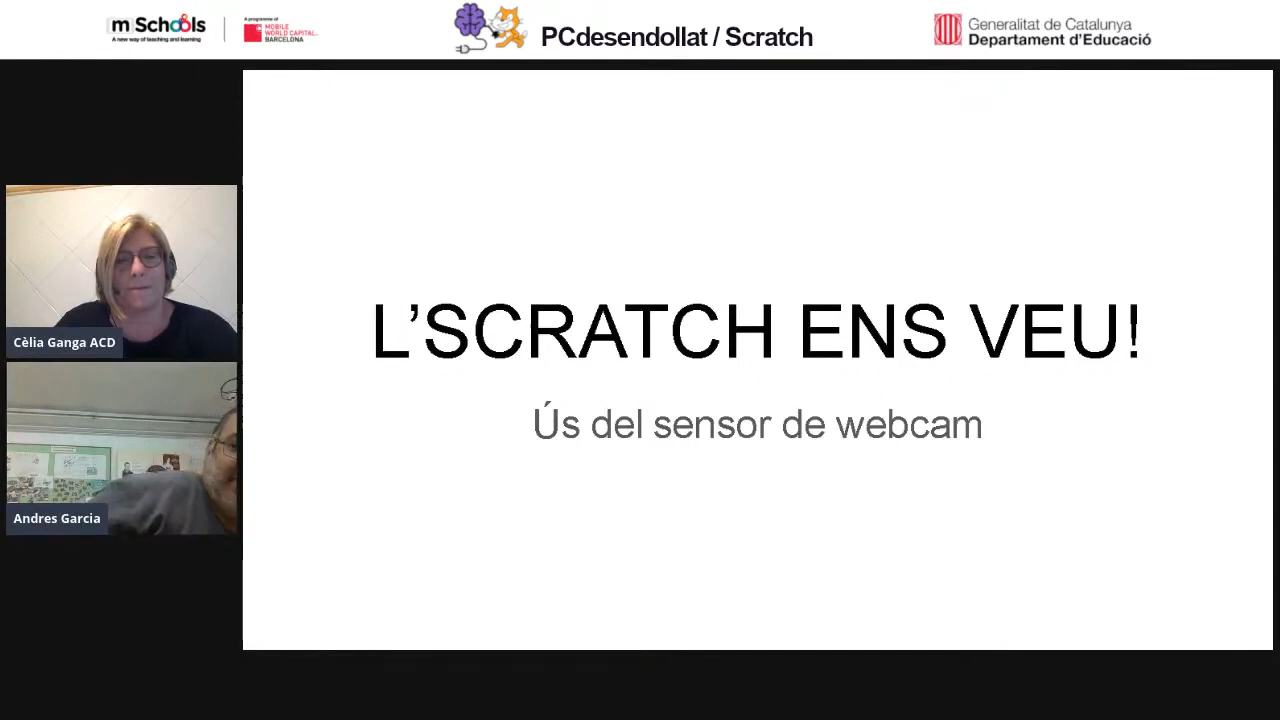 mSchools
A new way of teaching and learning
A programme of
MOBILE
WORLD CAPITAL
BARCELONA
PCdesendollat / Scratch
Generalitat de Catalunya
Departament d'Educació
L'SCRATCH ENS VEU!
Ús del sensor de webcam
Cèlia Ganga ACD
Andres Garcia